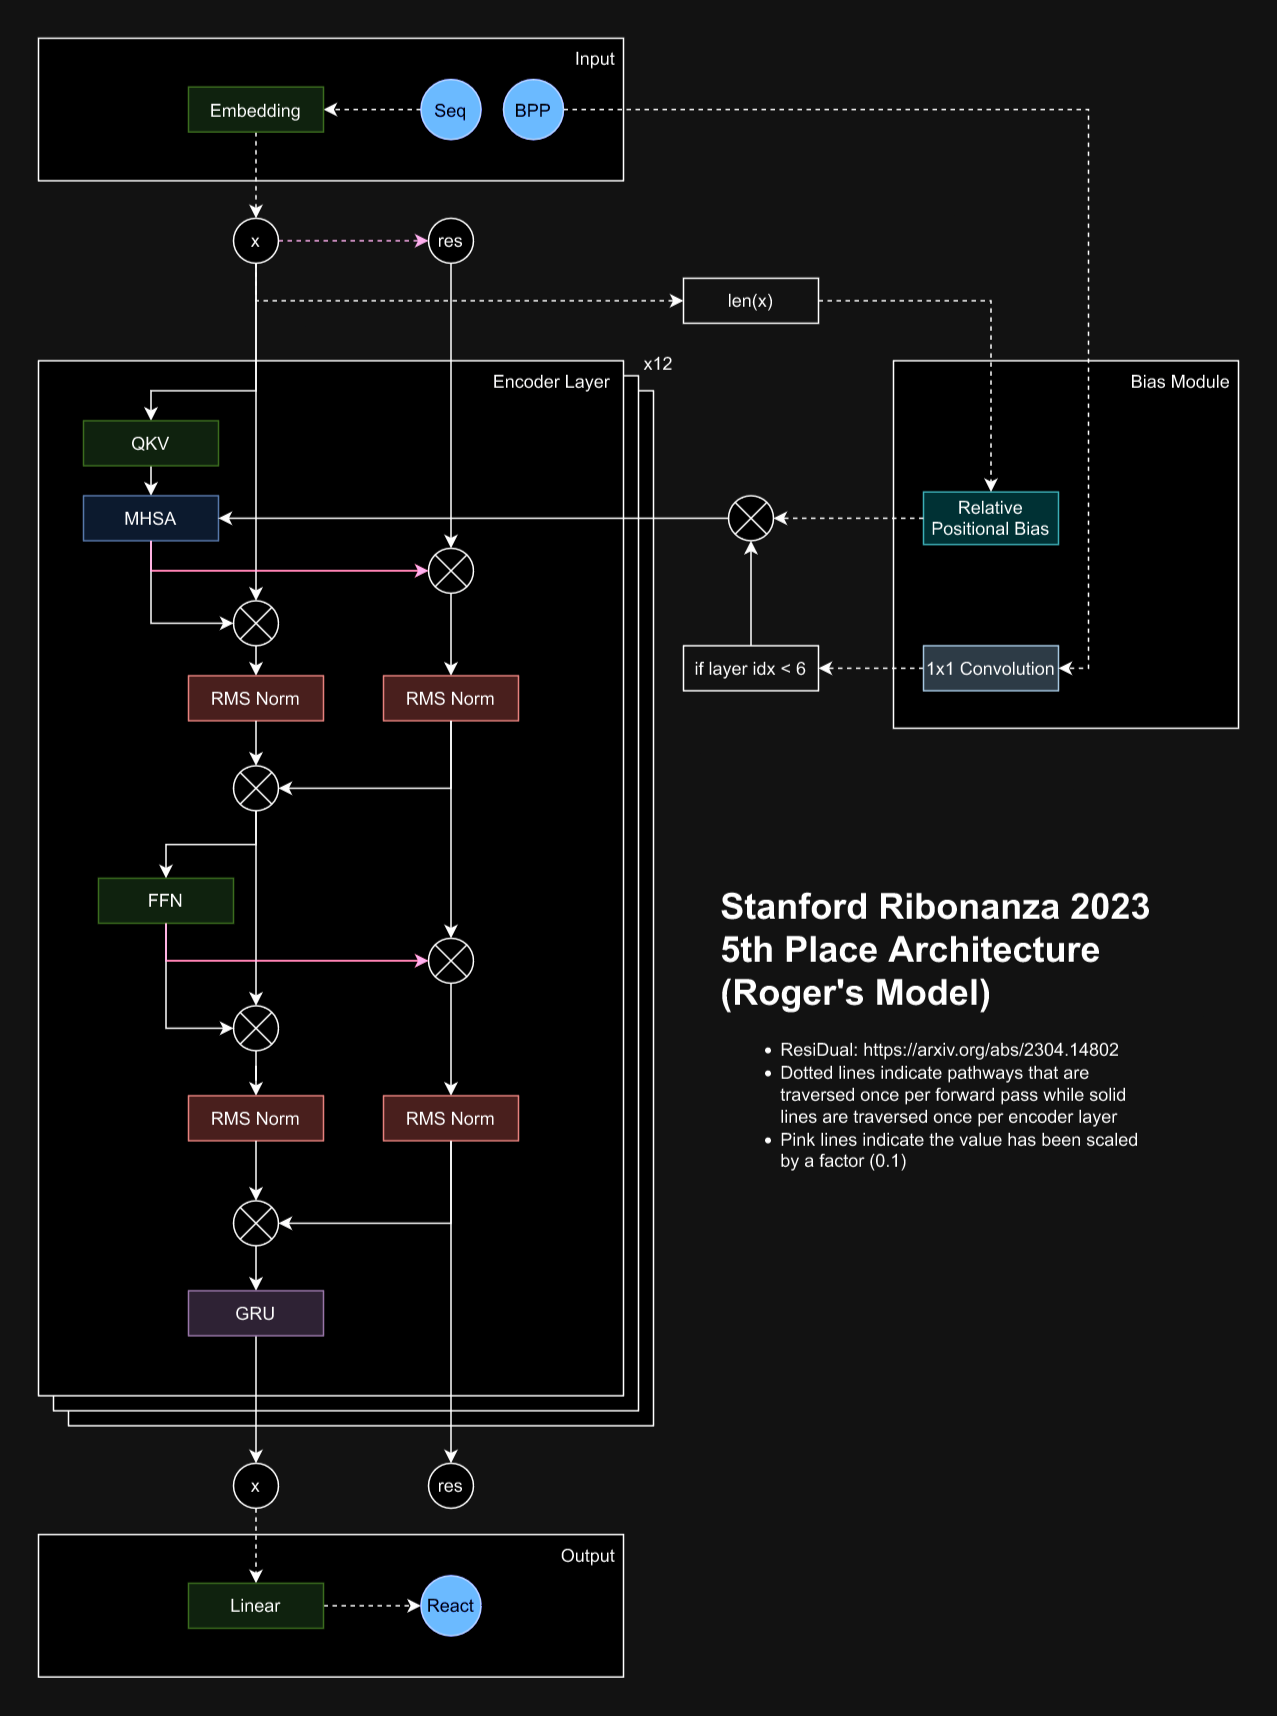 Input
Embedding
Seq
BPP
x
res
len(x)
x12
Encoder Layer
Bias Module
QKV
MHSA
Relative
Positional Bias
if layer idx < 6
1x1 Convolution
RMS Norm
RMS Norm
FFN
Stanford Ribonanza 2023
5th Place Architecture
(Roger's Model)
• ResiDual: https://arxiv.org/abs/2304.14802
• Dotted lines indicate pathways that are
traversed once per forward pass while solid
lines are traversed once per encoder layer
• Pink lines indicate the value has been scaled
by a factor (0.1)
RMS Norm
RMS Norm
GRU
x
res
Output
Linear
React